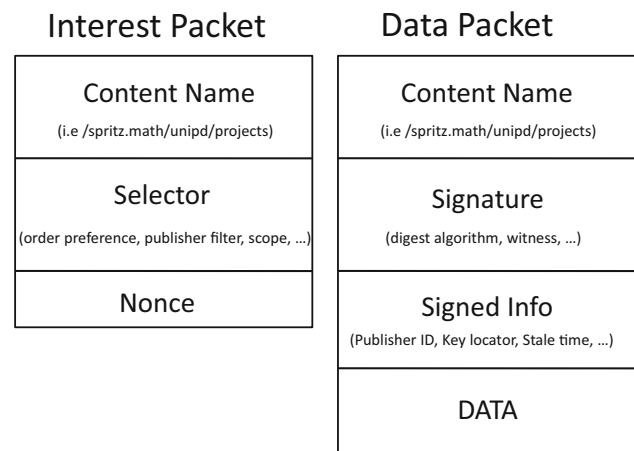 Interest Packet
Content Name
(i.e /spritz.math/unipd/projects)
Selector
(order preference, publisher filter, scope, ...)
Nonce
Data Packet
Content Name
(i.e /spritz.math/unipd/projects)
Signature
(digest algorithm, witness, ...)
Signed Info
(Publisher ID, Key locator, Stale time, ...)
DATA